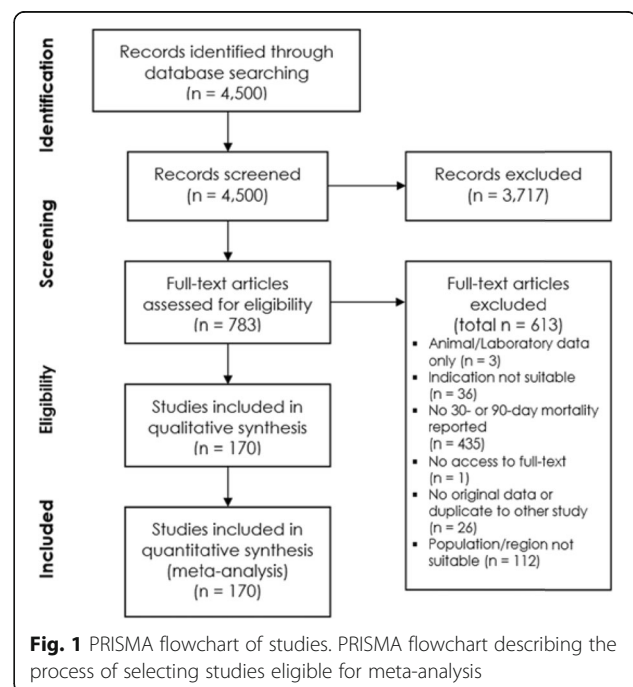 Identification
Records identified through
database searching
(n = 4,500)
Screening
Records screened
(n = 4,500)
Records excluded
(n = 3,717)
Full-text articles
assessed for eligibility
(n = 783)
Full-text articles
excluded
(total n = 613)
▪ Animal/Laboratory data
only (n = 3)
▪ Indication not suitable
(n = 36)
▪ No 30- or 90-day mortality
reported
(n = 435)
▪ No access to full-text
(n = 1)
▪ No original data or
duplicate to other study
(n = 26)
▪ Population/region not
suitable (n = 112)
Eligibility
Studies included in
qualitative synthesis
(n = 170)
Included
Studies included in
quantitative synthesis
(meta-analysis)
(n = 170)
Fig. 1 PRISMA flowchart of studies. PRISMA flowchart describing the
process of selecting studies eligible for meta-analysis